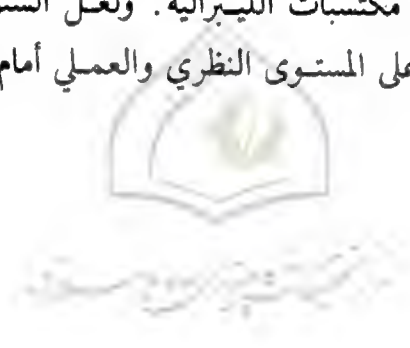 مكتسبات الليبرالية. ولعل
على المستوى النظري والعملي أمام